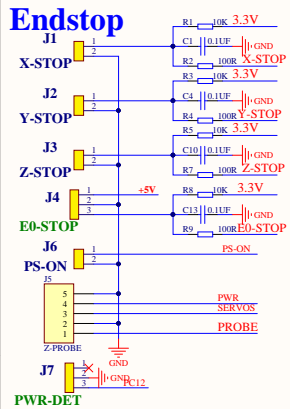 Endstop
J1
1
2
X-STOP
R1 10K 3.3V
C1 0.1UF GND
X-STOP
R2 100R
J2
1
2
Y-STOP
R3 10K 3.3V
C4 0.1UF GND
Y-STOP
R4 100R
J3
1
2
Z-STOP
R5 10K 3.3V
C10 0.1UF GND
Z-STOP
R7 100R
J4
1
2
3
+5V
E0-STOP
R8 10K 3.3V
C13 0.1UF GND
E0-STOP
R9 100R
J6
1
2
PS-ON
PS-ON
J5
5
4
3
2
1
Z-PROBE
PWR
SERVOS
PROBE
GND
J7
1
2
3
GND
PC12
PWR-DET